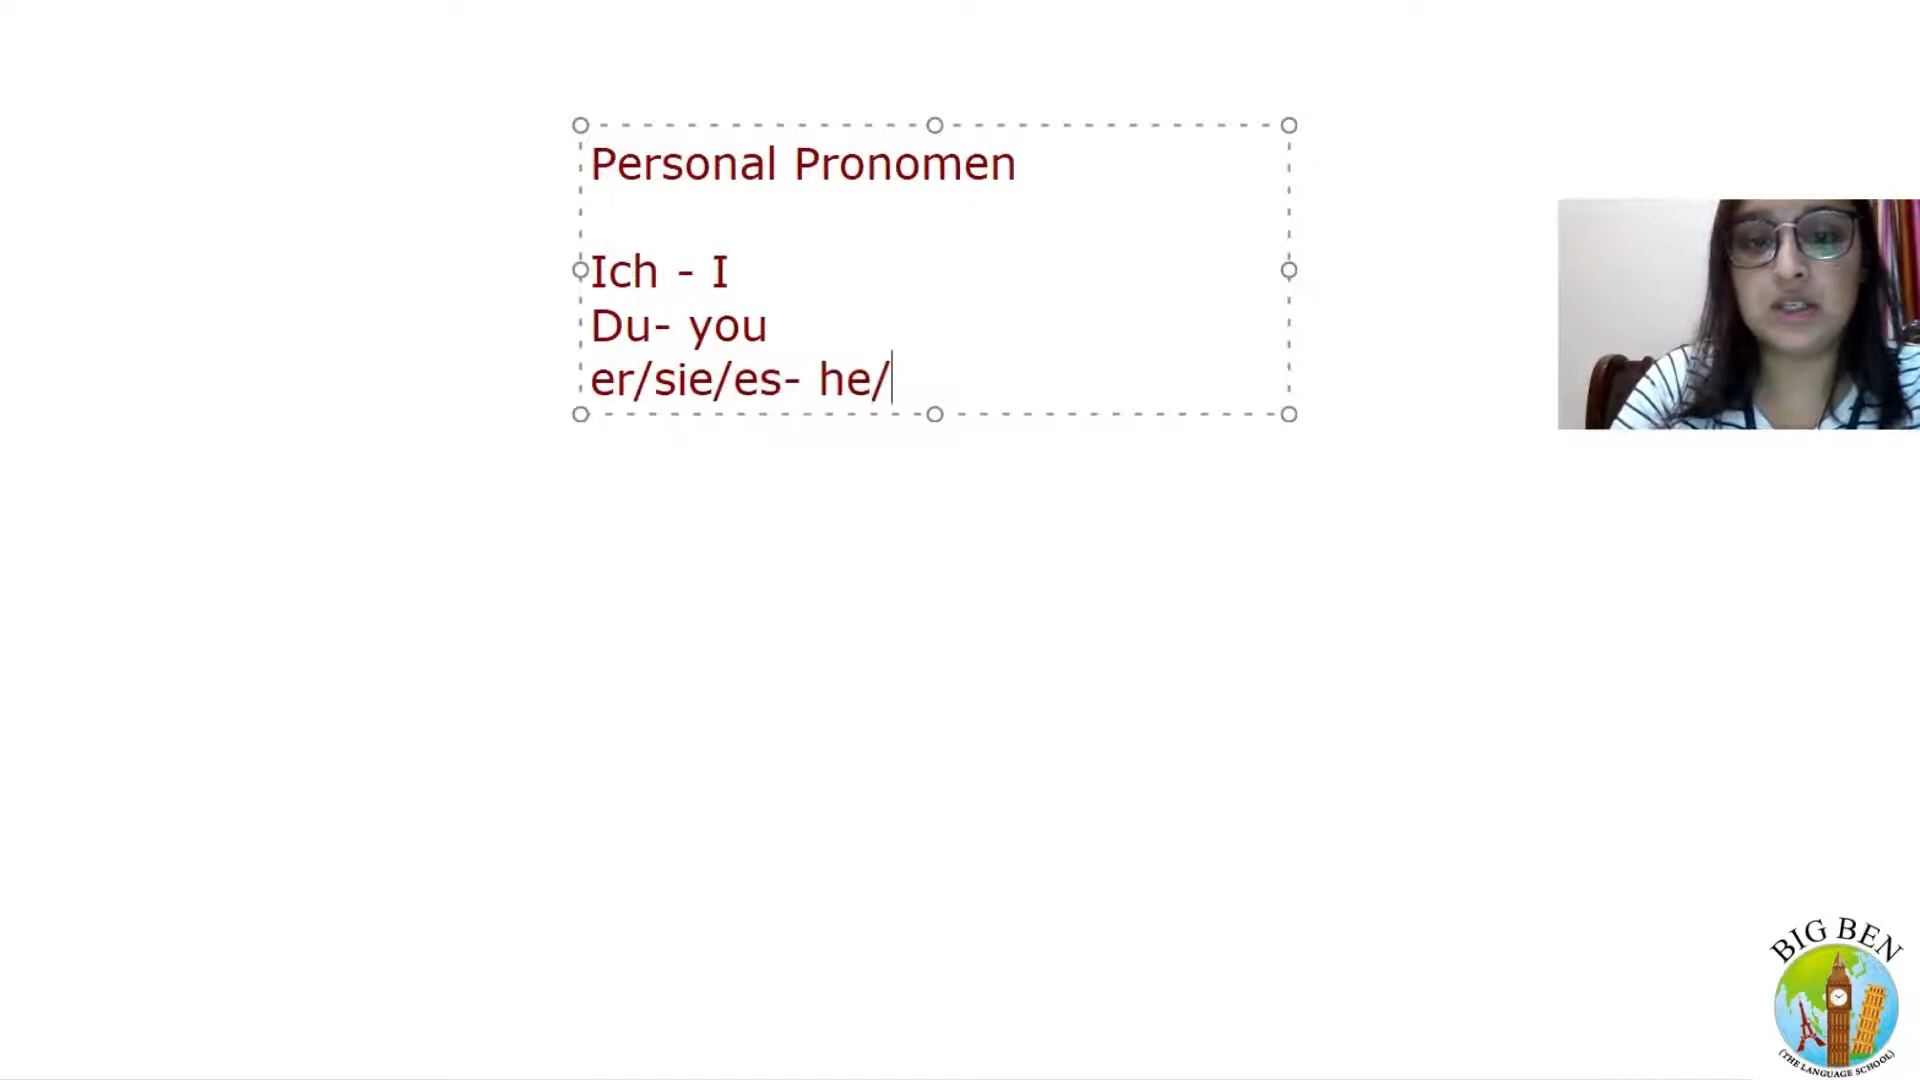 Personal Pronomen
Ich - I
Du- you
er/sie/es- he/
BIG BEN
(THE LANGUAGE SCHOOL)